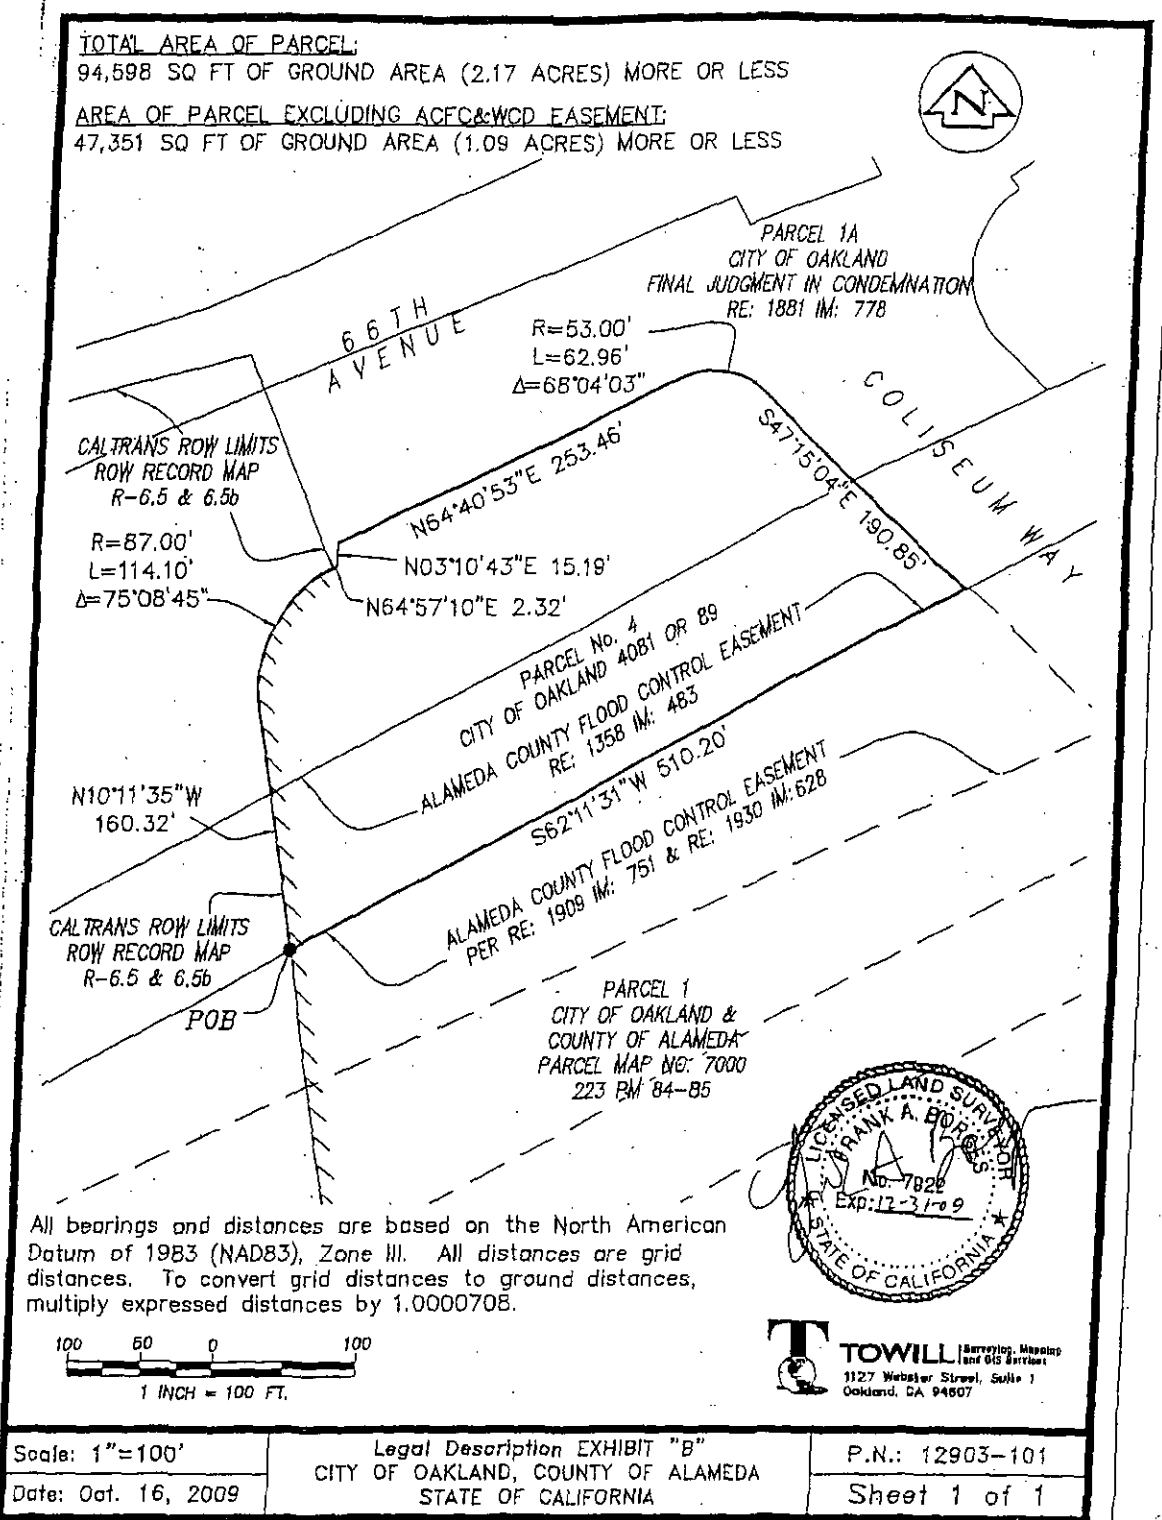 TOTAL AREA OF PARCEL:
94,598 SQ FT OF GROUND AREA (2.17 ACRES) MORE OR LESS
AREA OF PARCEL EXCLUDING ACFC&WCD EASEMENT:
47,351 SQ FT OF GROUND AREA (1.09 ACRES) MORE OR LESS
N
PARCEL 1A
CITY OF OAKLAND
FINAL JUDGMENT IN CONDEMNATION
RE: 1881 IM: 778
66TH
AVENUE
R=53.00'
L=62.96'
Δ=68°04'03"
COLISEUM WAY
CALTRANS ROW LIMITS
ROW RECORD MAP
R-6.5 & 6.5b
N64°40'53"E 253.46'
S47°15'04"E 190.85'
R=87.00'
L=114.10'
Δ=75°08'45"
N03°10'43"E 15.19'
N64°57'10"E 2.32'
PARCEL No. 4
CITY OF OAKLAND 4081 OR 89
ALAMEDA COUNTY FLOOD CONTROL EASEMENT
RE: 1358 IM: 483
S62°11'31"W 510.20'
N10°11'35"W
160.32'
ALAMEDA COUNTY FLOOD CONTROL EASEMENT
PER RE: 1909 IM: 751 & RE: 1930 IM: 628
CALTRANS ROW LIMITS
ROW RECORD MAP
R-6.5 & 6.5b
POB
PARCEL 1
CITY OF OAKLAND &
COUNTY OF ALAMEDA
PARCEL MAP NO: 7000
223 PM 84-85
LICENSED LAND SURVEYOR
FRANK A. BORGES
No. 7922
Exp: 12-31-09
STATE OF CALIFORNIA
All bearings and distances are based on the North American
Datum of 1983 (NAD83), Zone III. All distances are grid
distances. To convert grid distances to ground distances,
multiply expressed distances by 1.0000708.
100 50 0 100
1 INCH = 100 FT.
TOWILL Surveying, Mapping
and GIS Services
1127 Webster Street, Suite 1
Oakland, CA 94607
Scale: 1"=100'
Date: Oct. 16, 2009
Legal Description EXHIBIT "B"
CITY OF OAKLAND, COUNTY OF ALAMEDA
STATE OF CALIFORNIA
P.N.: 12903-101
Sheet 1 of 1